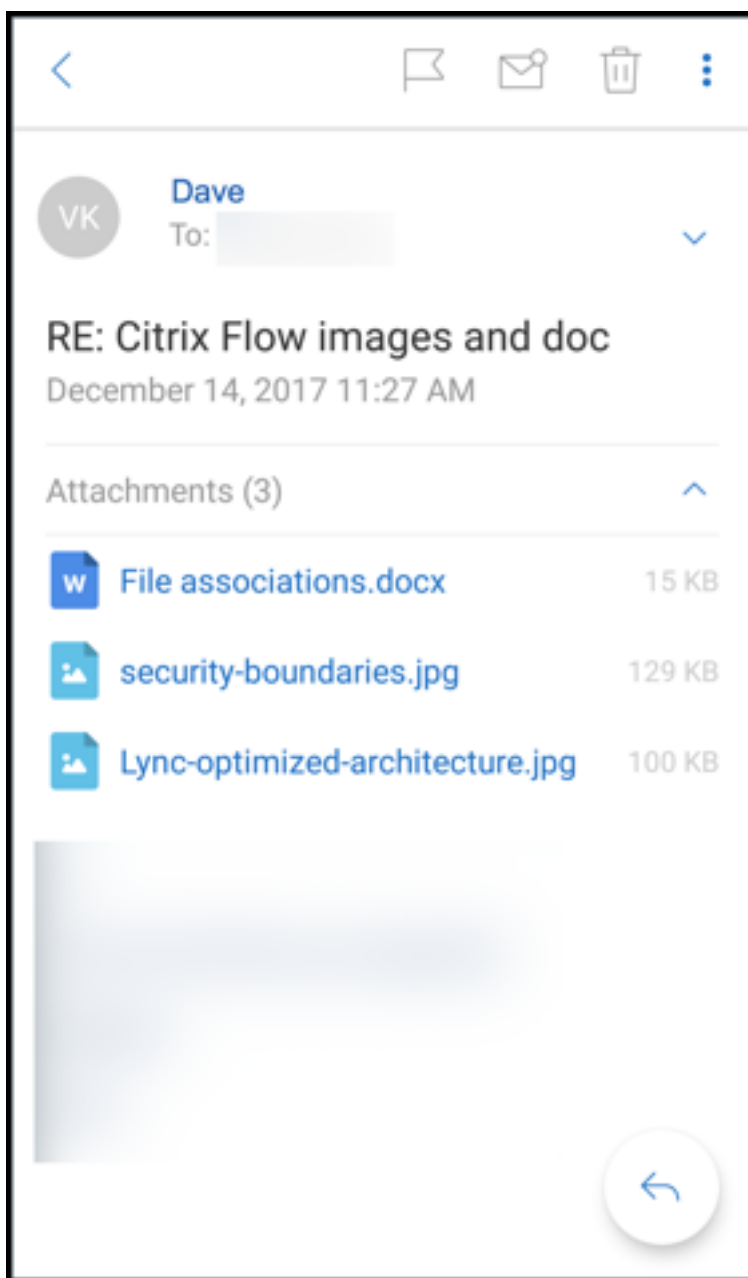 VK
Dave
To:
RE: Citrix Flow images and doc
December 14, 2017 11:27 AM
Attachments (3)
W File associations.docx 15 KB
security-boundaries.jpg 129 KB
Lync-optimized-architecture.jpg 100 KB